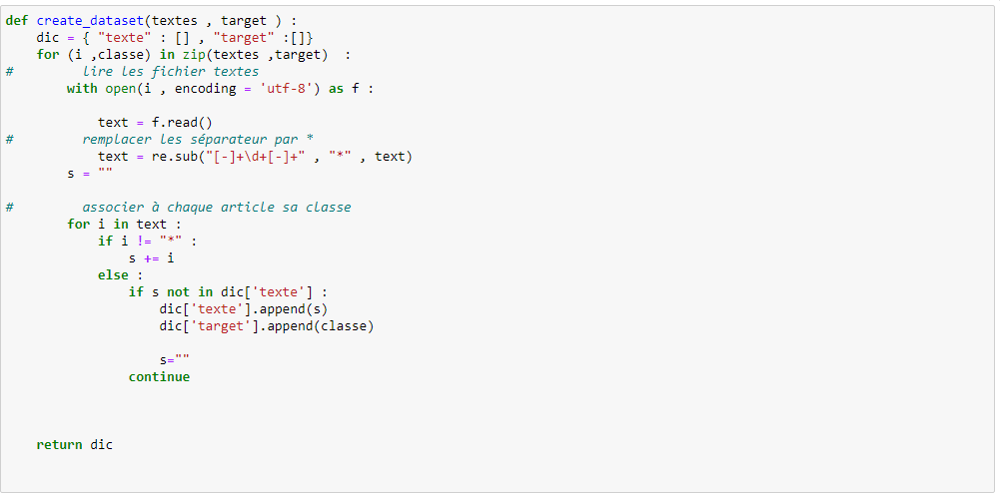 def create_dataset(textes , target ) :
    dic = { "texte" : [] , "target" :[]}
    for (i ,classe) in zip(textes ,target)  :
#         lire les fichier textes
        with open(i , encoding = 'utf-8') as f :
            text = f.read()
#         remplacer les séparateur par *
            text = re.sub("[-]+\d+[-]+" , "*" , text)
        s = ""
#         associer à chaque article sa classe
        for i in text :
            if i != "*" :
                s += i
            else :
                if s not in dic['texte'] :
                    dic['texte'].append(s)
                    dic['target'].append(classe)
                    s=""
                continue
    return dic